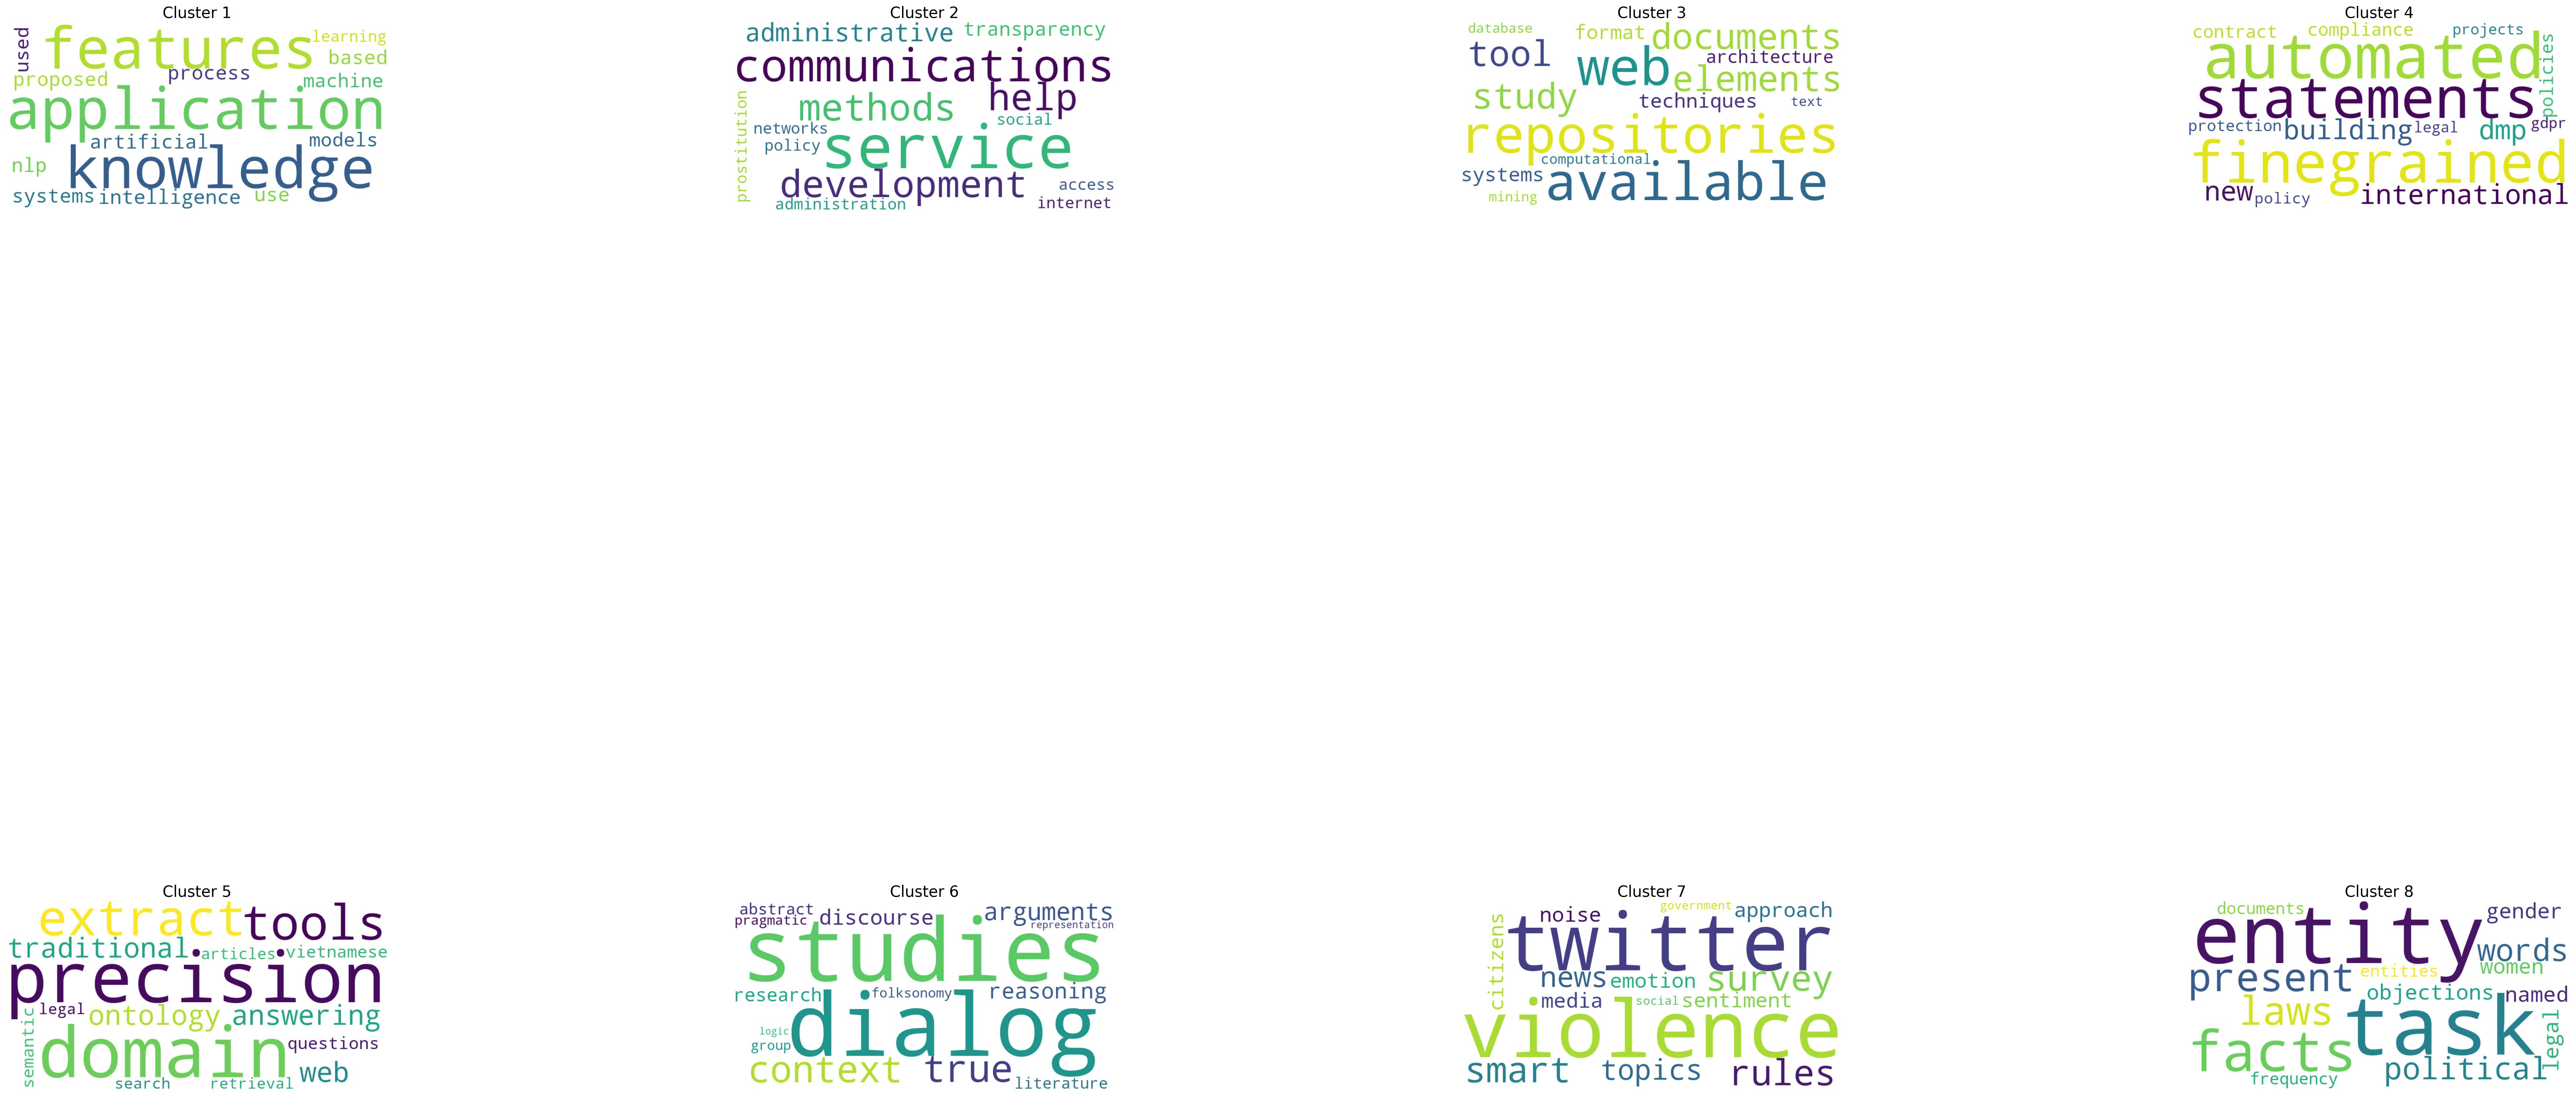 Cluster 1
used
features
learning
based
proposed
process
machine
application
artificial
models
nlp
knowledge
systems
intelligence
use
Cluster 2
administrative
transparency
communications
prostitution
methods
help
networks
social
policy
service
development
access
administration
internet
Cluster 3
database
format
documents
tool
web
architecture
elements
study
techniques
text
repositories
computational
systems
available
mining
Cluster 4
contract
compliance
projects
automated
policies
statements
protection
building
legal
dmp
gdpr
finegrained
new
policy
international
Cluster 5
extract
tools
traditional
articles
vietnamese
precision
legal
ontology
answering
semantic
domain
questions
search
retrieval
web
Cluster 6
abstract
pragmatic
discourse
arguments
representation
studies
research
folksonomy
reasoning
logic
group
dialog
context
true
literature
Cluster 7
citizens
noise
government
approach
twitter
news
emotion
survey
media
social
sentiment
violence
smart
topics
rules
Cluster 8
documents
entity
gender
words
present
entities
women
objections
named
laws
task
legal
facts
frequency
political